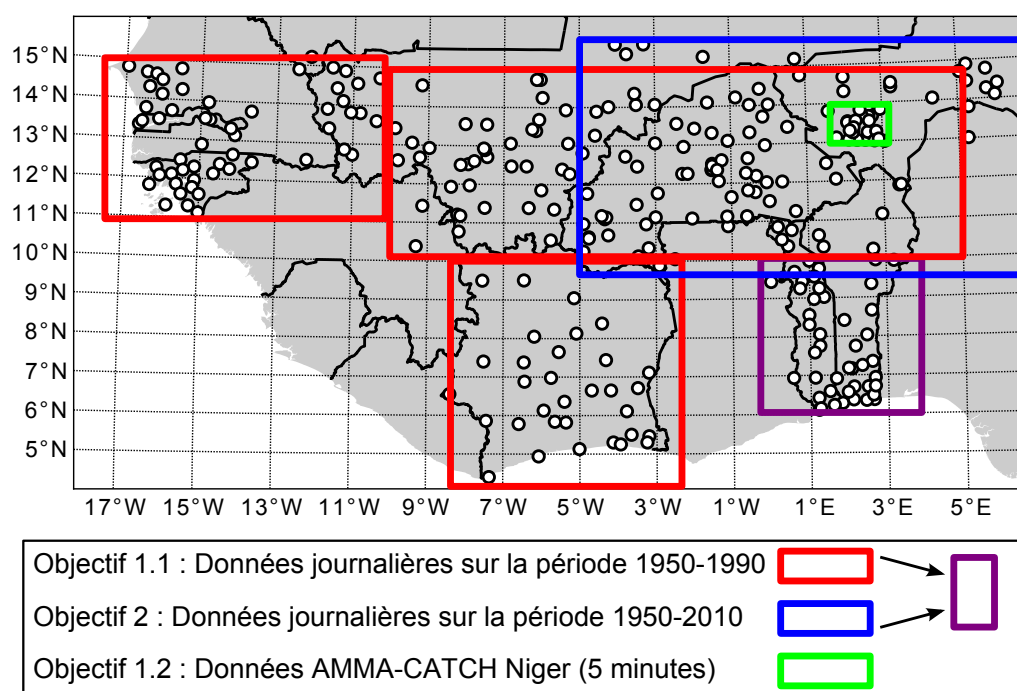 15°N
14°N
13°N
12°N
11°N
10°N
9°N
8°N
7°N
6°N
5°N
17°W 15°W 13°W 11°W 9°W 7°W 5°W 3°W 1°W 1°E 3°E 5°E
Objectif 1.1 : Données journalières sur la période 1950-1990
Objectif 2 : Données journalières sur la période 1950-2010
Objectif 1.2 : Données AMMA-CATCH Niger (5 minutes)